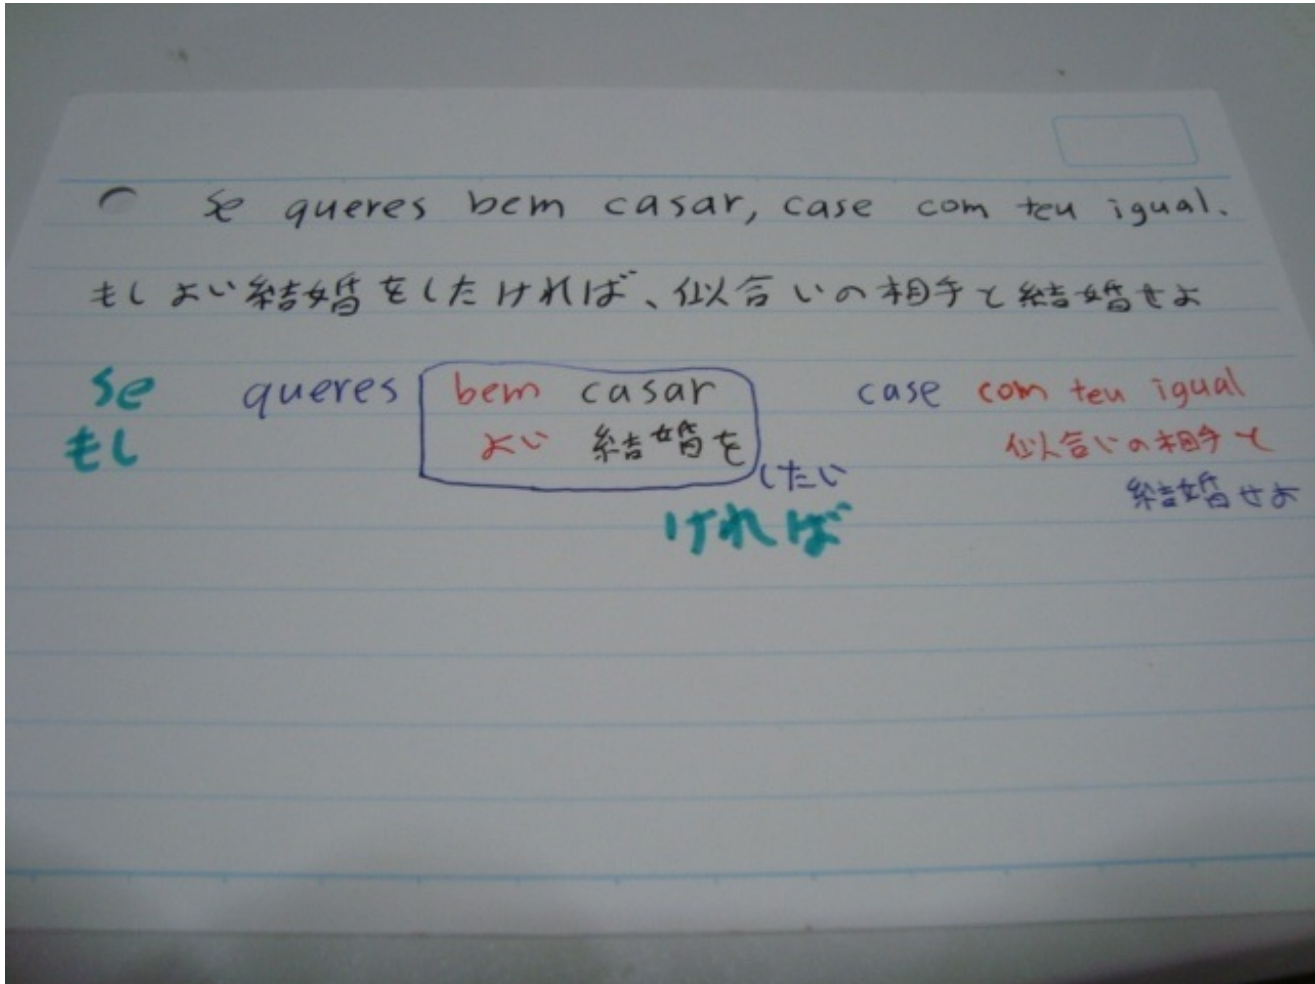 Se queres bem casar, case com teu igual.
もしよい結婚をしたければ、似合いの相手と結婚せよ
se queres bem casar case com teu igual
もし よい 結婚を 似合いの相手と
したい 結婚せよ
ければ